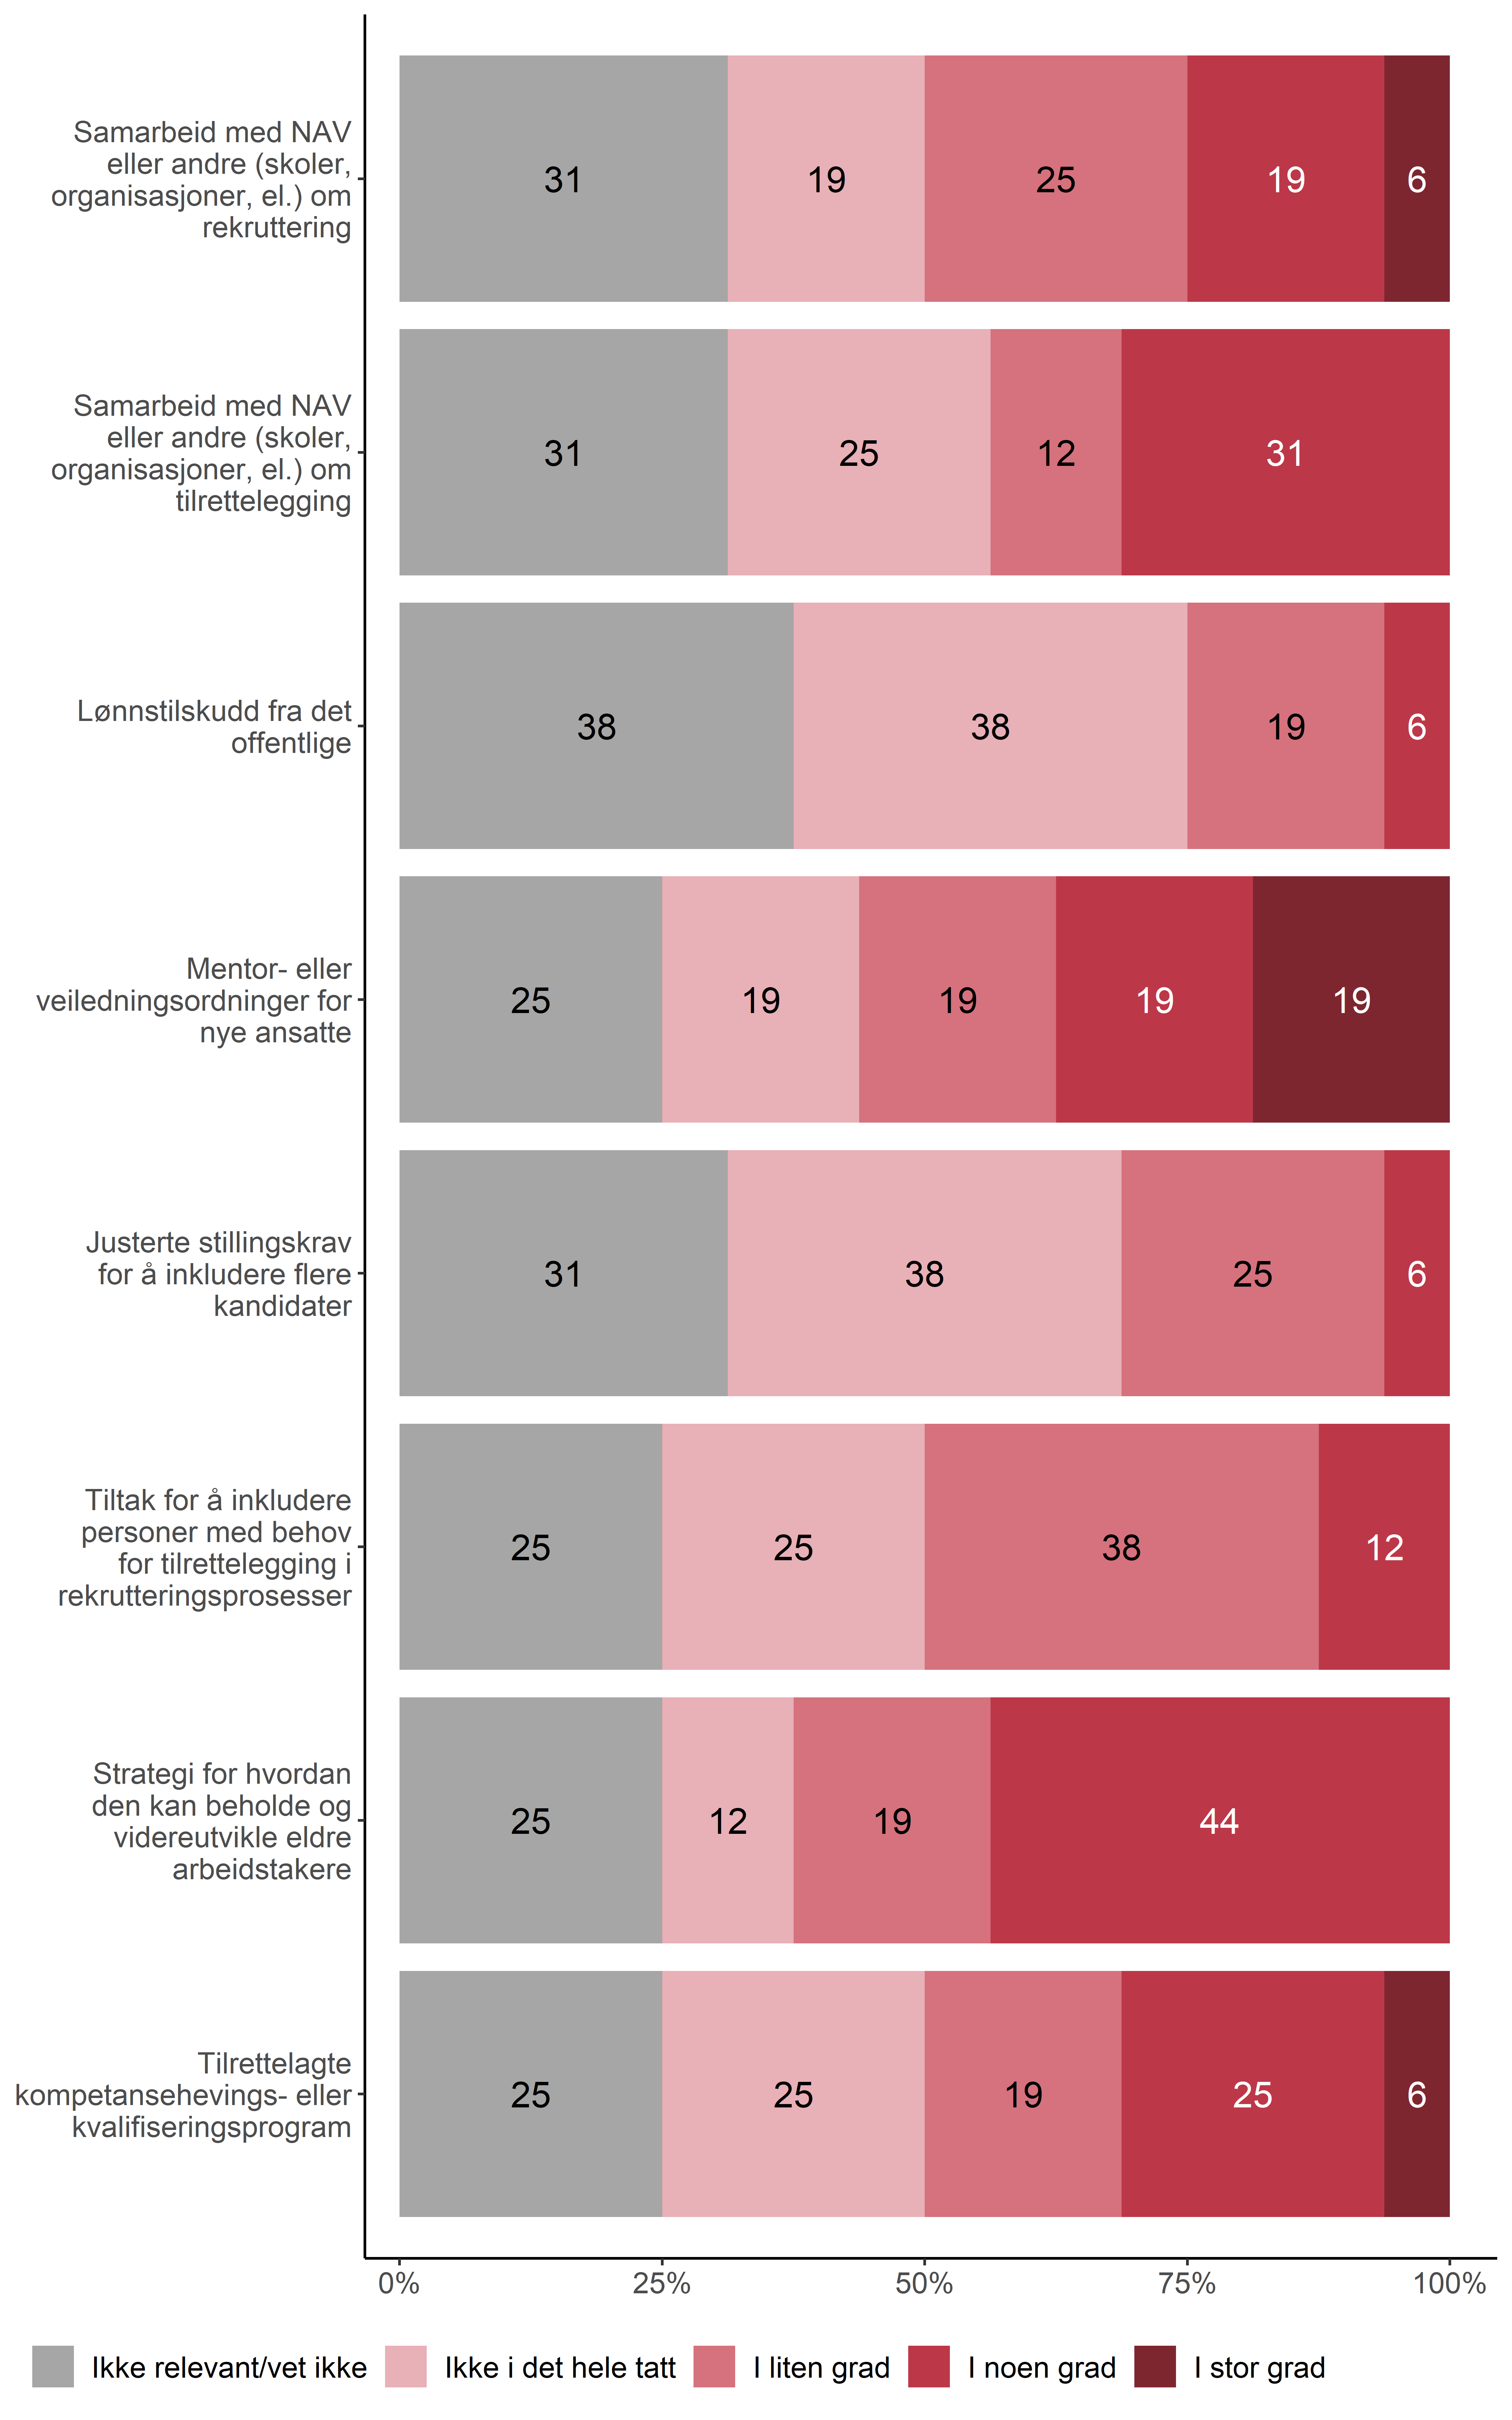 Samarbeid med NAV
eller andre (skoler,
organisasjoner, el.) om
rekruttering
31 19 25 19 6
Samarbeid med NAV
eller andre (skoler,
organisasjoner, el.) om
tilrettelegging
31 25 12 31
Lønnstilskudd fra det
offentlige
38 38 19 6
Mentor- eller
veiledningsordninger for
nye ansatte
25 19 19 19 19
Justerte stillingskrav
for å inkludere flere
kandidater
31 38 25 6
Tiltak for å inkludere
personer med behov
for tilrettelegging i
rekrutteringsprosesser
25 25 38 12
Strategi for hvordan
den kan beholde og
videreutvikle eldre
arbeidstakere
25 12 19 44
Tilrettelagte
kompetansehevings- eller
kvalifiseringsprogram
25 25 19 25 6
0% 25% 50% 75% 100%
Ikke relevant/vet ikke Ikke i det hele tatt I liten grad I noen grad I stor grad